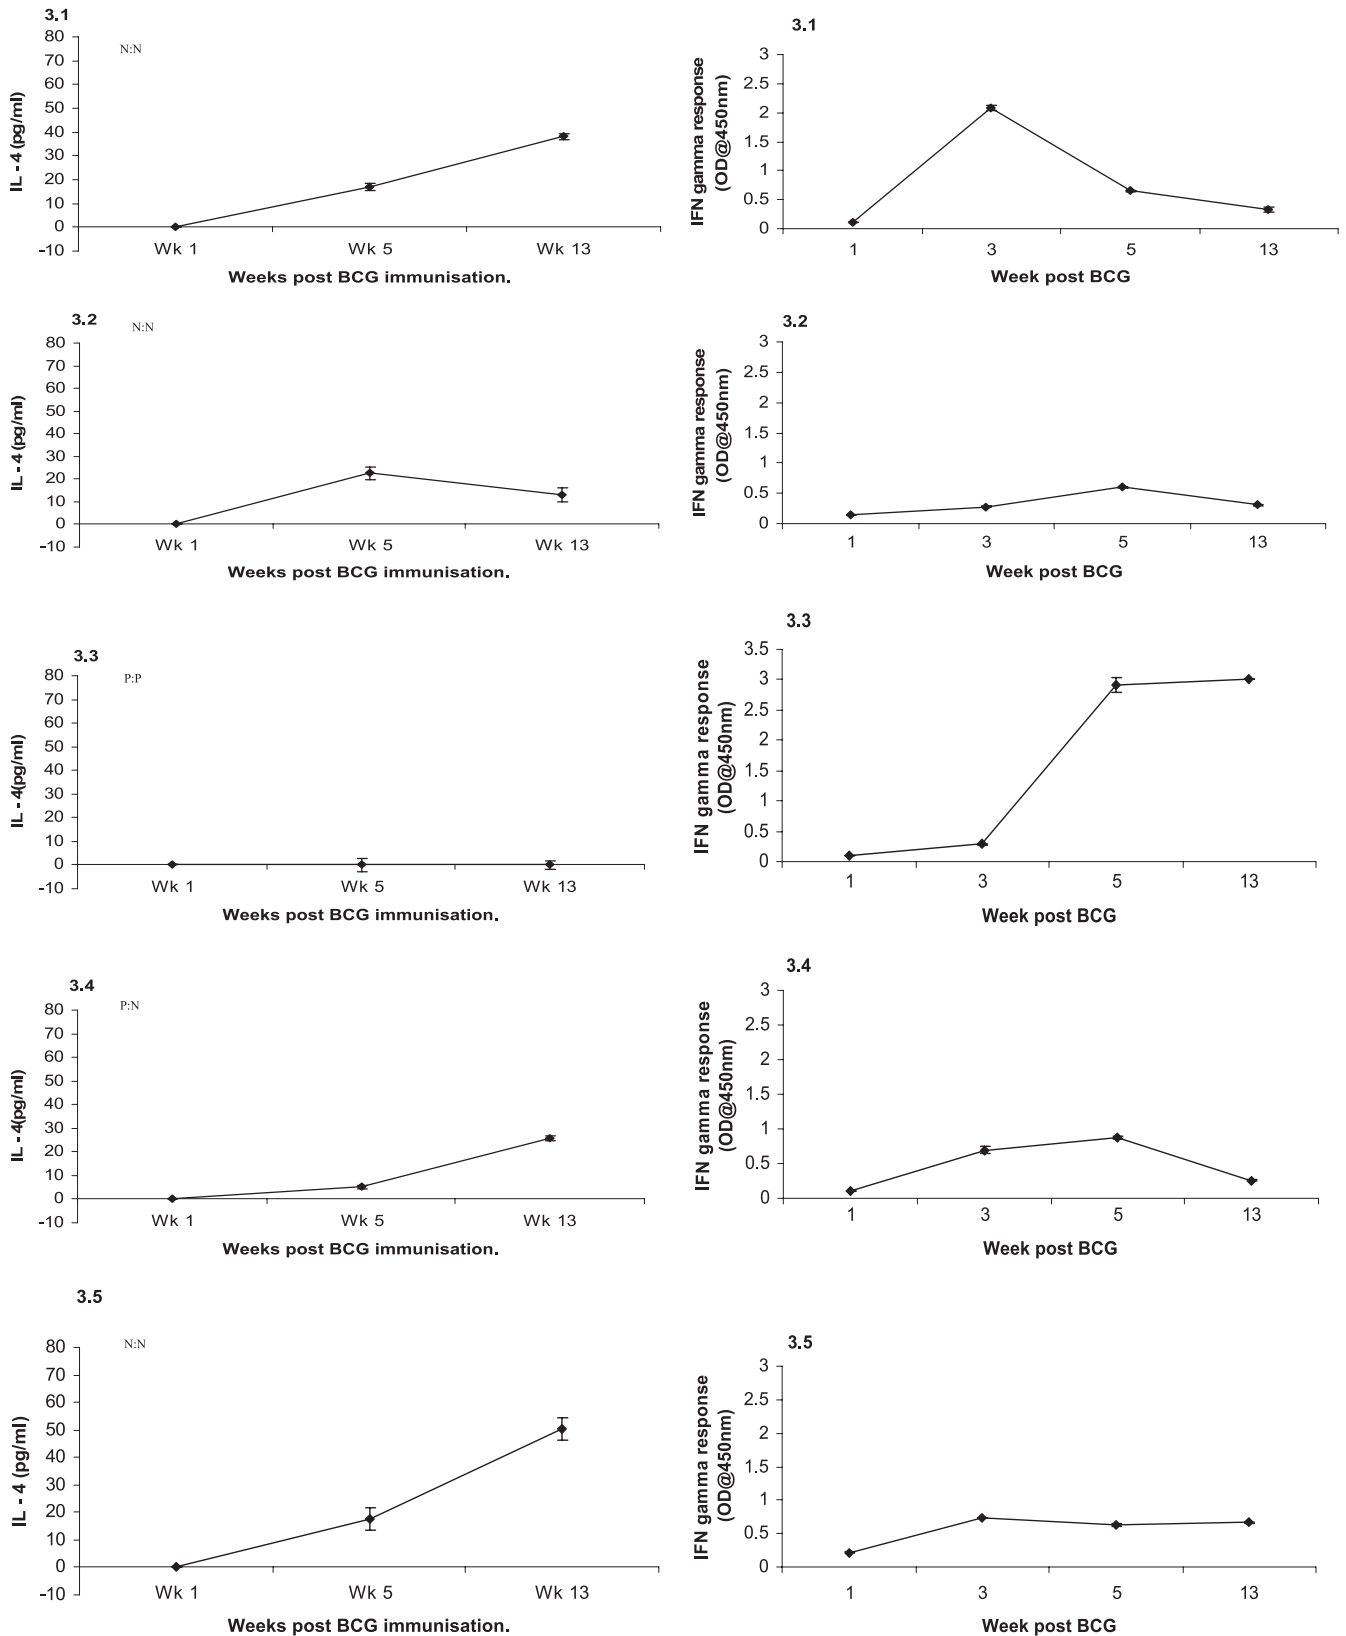 3.1
N:N
IL - 4 (pg/ml)
80
70
60
50
40
30
20
10
0
-10
Wk 1 Wk 5 Wk 13
Weeks post BCG immunisation.
3.1
IFN gamma response
(OD@450nm)
3
2.5
2
1.5
1
0.5
0
1 3 5 13
Week post BCG
3.2
N:N
IL - 4 (pg/ml)
80
70
60
50
40
30
20
10
0
-10
Wk 1 Wk 5 Wk 13
Weeks post BCG immunisation.
3.2
IFN gamma response
(OD@450nm)
3
2.5
2
1.5
1
0.5
0
1 3 5 13
Week post BCG
3.3
P:P
IL - 4(pg/ml)
80
70
60
50
40
30
20
10
0
-10
Wk 1 Wk 5 Wk 13
Weeks post BCG immunisation.
3.3
IFN gamma response
(OD@450nm)
3.5
3
2.5
2
1.5
1
0.5
0
1 3 5 13
Week post BCG
3.4
P:N
IL - 4(pg/ml)
80
70
60
50
40
30
20
10
0
-10
Wk 1 Wk 5 Wk 13
Weeks post BCG immunisation.
3.4
IFN gamma response
(OD@450nm)
3
2.5
2
1.5
1
0.5
0
1 3 5 13
Week post BCG
3.5
N:N
IL - 4 (pg/ml)
80
70
60
50
40
30
20
10
0
-10
Wk 1 Wk 5 Wk 13
Weeks post BCG immunisation.
3.5
IFN gamma response
(OD@450nm)
3
2.5
2
1.5
1
0.5
0
1 3 5 13
Week post BCG